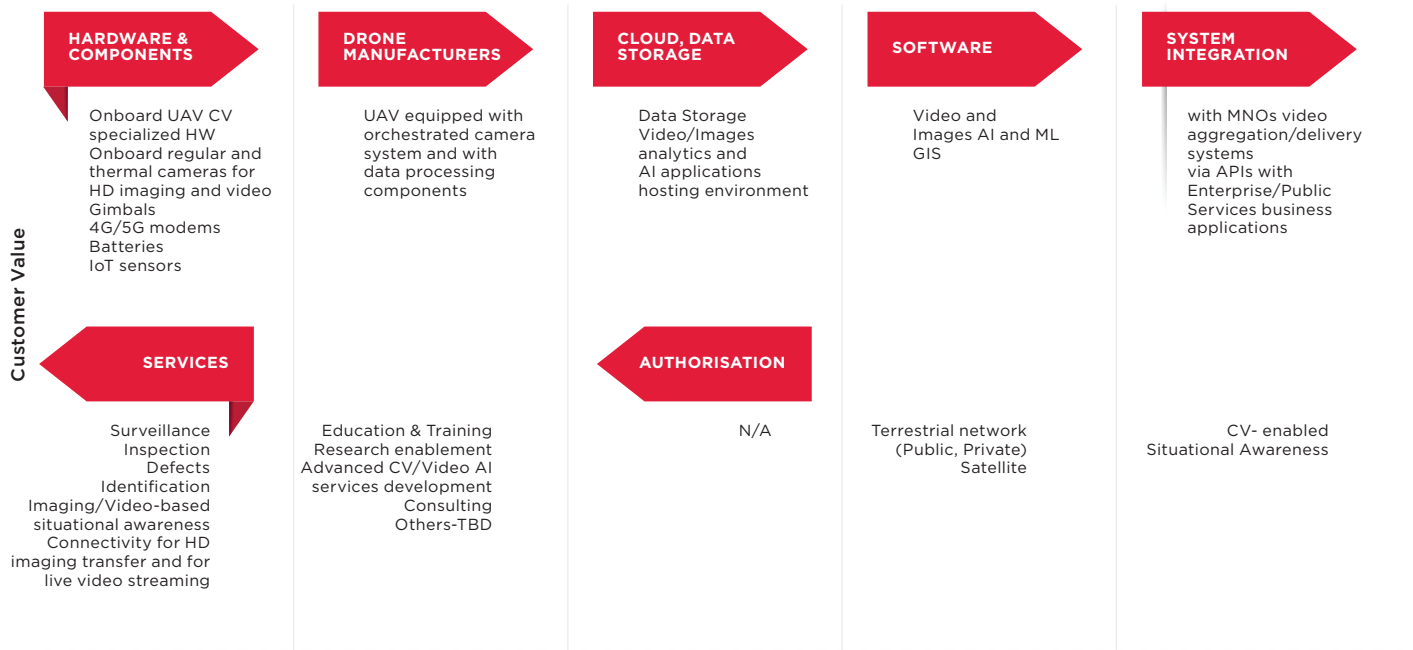 HARDWARE &
COMPONENTS
Onboard UAV CV
specialized HW
Onboard regular and
thermal cameras for
HD imaging and video
Gimbals
4G/5G modems
Batteries
IoT sensors
DRONE
MANUFACTURERS
UAV equipped with
orchestrated camera
system and with
data processing
components
CLOUD, DATA
STORAGE
Data Storage
Video/Images
analytics and
AI applications
hosting environment
SOFTWARE
Video and
Images AI and ML
GIS
SYSTEM
INTEGRATION
with MNOs video
aggregation/delivery
systems
via APIs with
Enterprise/Public
Services business
applications
Customer Value
SERVICES
Surveillance
Inspection
Defects
Identification
Imaging/Video-based
situational awareness
Connectivity for HD
imaging transfer and for
live video streaming
Education & Training
Research enablement
Advanced CV/Video AI
services development
Consulting
Others-TBD
AUTHORISATION
N/A
Terrestrial network
(Public, Private)
Satellite
CV- enabled
Situational Awareness